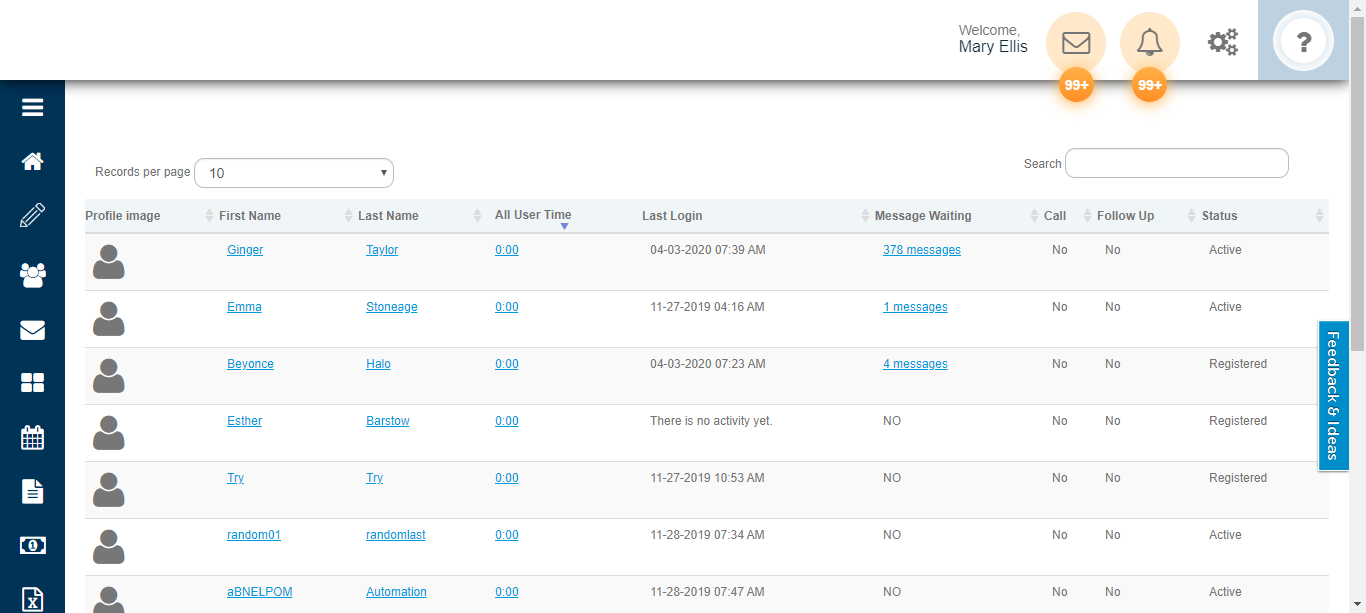 Welcome,
Mary Ellis
99+ 99+
?
Records per page 10
Search
Profile image First Name Last Name All User Time Last Login Message Waiting Call Follow Up Status
Ginger Taylor 0:00 04-03-2020 07:39 AM 378 messages No No Active
Emma Stoneage 0:00 11-27-2019 04:16 AM 1 messages No No Active
Beyonce Halo 0:00 04-03-2020 07:23 AM 4 messages No No Registered
Esther Barstow 0:00 There is no activity yet. NO No No Registered
Try Try 0:00 11-27-2019 10:53 AM NO No No Registered
random01 randomlast 0:00 11-28-2019 07:34 AM NO No No Active
aBNELPOM Automation 0:00 11-28-2019 07:47 AM NO No No Active
Feedback & Ideas